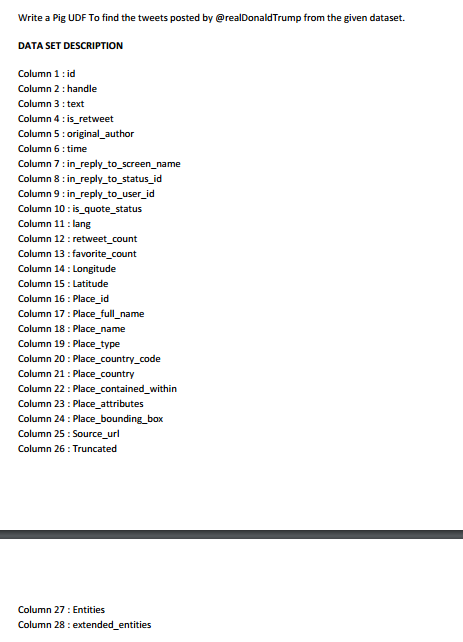 Write a Pig UDF To find the tweets posted by @realDonaldTrump from the given dataset.
DATA SET DESCRIPTION
Column 1 : id
Column 2 : handle
Column 3 : text
Column 4 : is_retweet
Column 5 : original_author
Column 6 : time
Column 7 : in_reply_to_screen_name
Column 8 : in_reply_to_status_id
Column 9 : in_reply_to_user_id
Column 10 : is_quote_status
Column 11 : lang
Column 12 : retweet_count
Column 13 : favorite_count
Column 14 : Longitude
Column 15 : Latitude
Column 16 : Place_id
Column 17 : Place_full_name
Column 18 : Place_name
Column 19 : Place_type
Column 20 : Place_country_code
Column 21 : Place_country
Column 22 : Place_contained_within
Column 23 : Place_attributes
Column 24 : Place_bounding_box
Column 25 : Source_url
Column 26 : Truncated
Column 27 : Entities
Column 28 : extended_entities